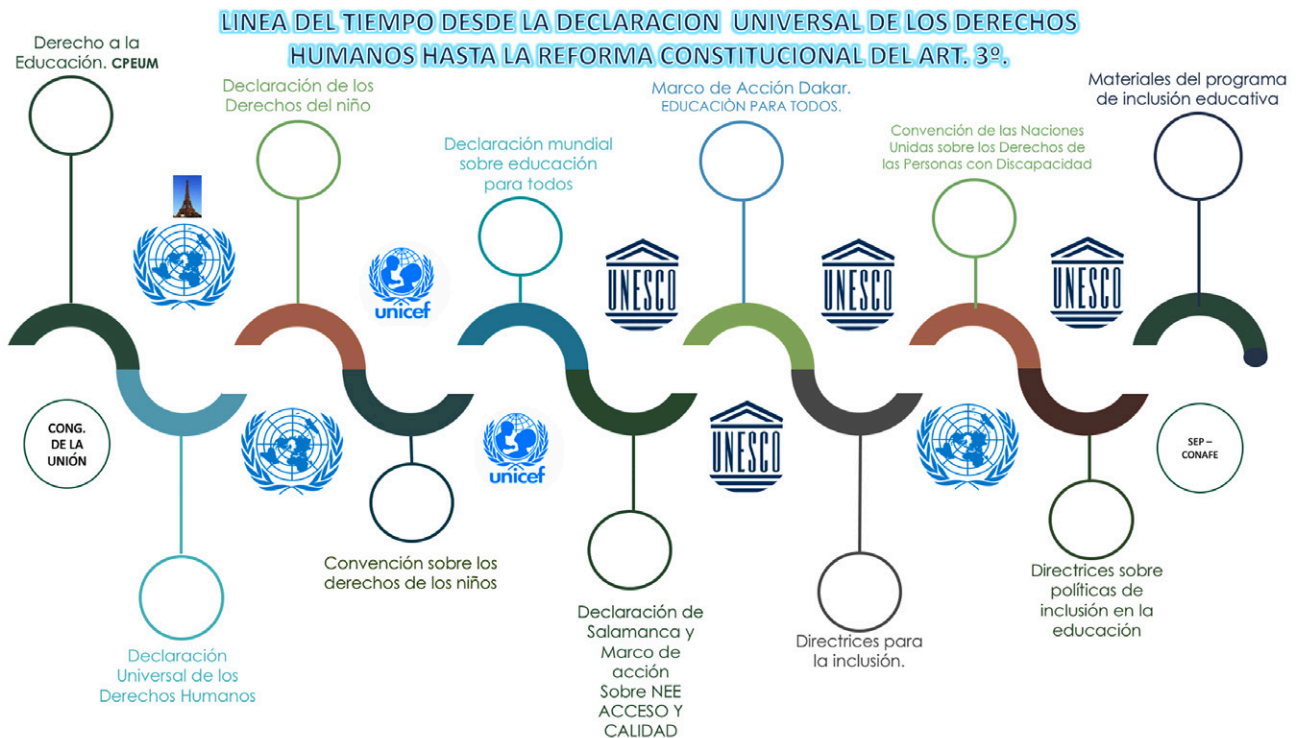 LINEA DEL TIEMPO DESDE LA DECLARACION UNIVERSAL DE LOS DERECHOS
HUMANOS HASTA LA REFORMA CONSTITUCIONAL DEL ART. 3º.
Derecho a la
Educación. CPEUM
Declaración de los
Derechos del niño
Declaración mundial
sobre educación
para todos
Marco de Acción Dakar.
EDUCACIÒN PARA TODOS.
Convención de las Naciones
Unidas sobre los Derechos de
las Personas con Discapacidad
Materiales del programa
de inclusión educativa
unicef
UNESCO
UNESCO
UNESCO
CONG.
DE LA
UNIÓN
unicef
UNESCO
SEP –
CONAFE
Declaración
Universal de los
Derechos Humanos
Convención sobre los
derechos de los niños
Declaración de
Salamanca y
Marco de
acción
Sobre NEE
ACCESO Y
CALIDAD
Directrices para
la inclusión.
Directrices sobre
políticas de
inclusión en la
educación